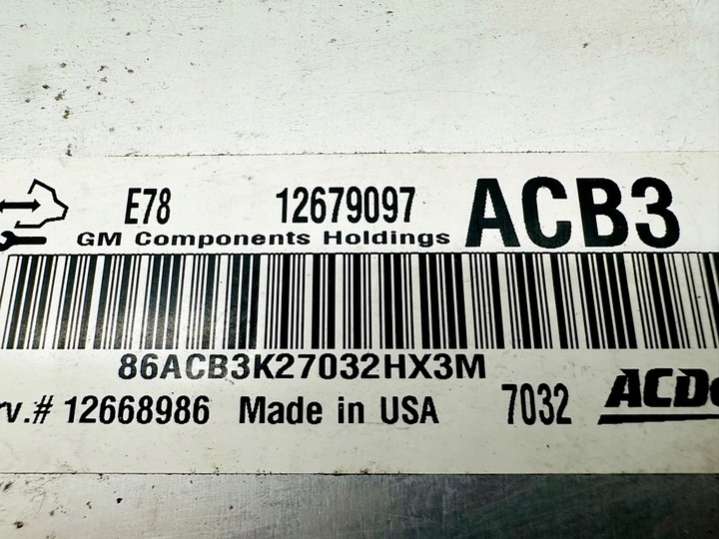 E78 12679097 ACB3
GM Components Holdings
86ACB3K27032HX3M
rv.# 12668986 Made in USA 7032 ACDe